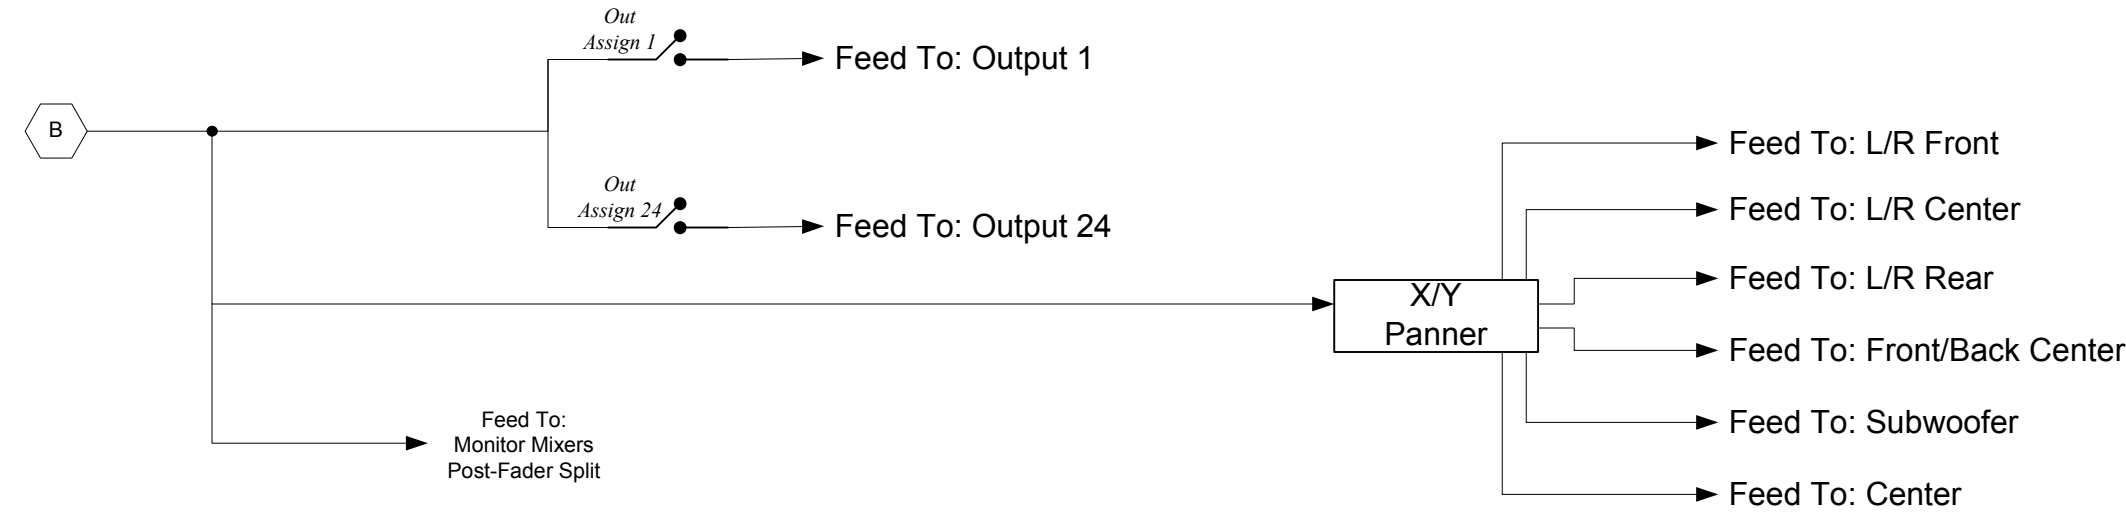 Out
Assign 1
Feed To: Output 1
B
Feed To: L/R Front
Out
Assign 24
Feed To: L/R Center
Feed To: Output 24
Feed To: L/R Rear
X/Y
Panner
Feed To: Front/Back Center
Feed To:
Monitor Mixers
Post-Fader Split
Feed To: Subwoofer
Feed To: Center